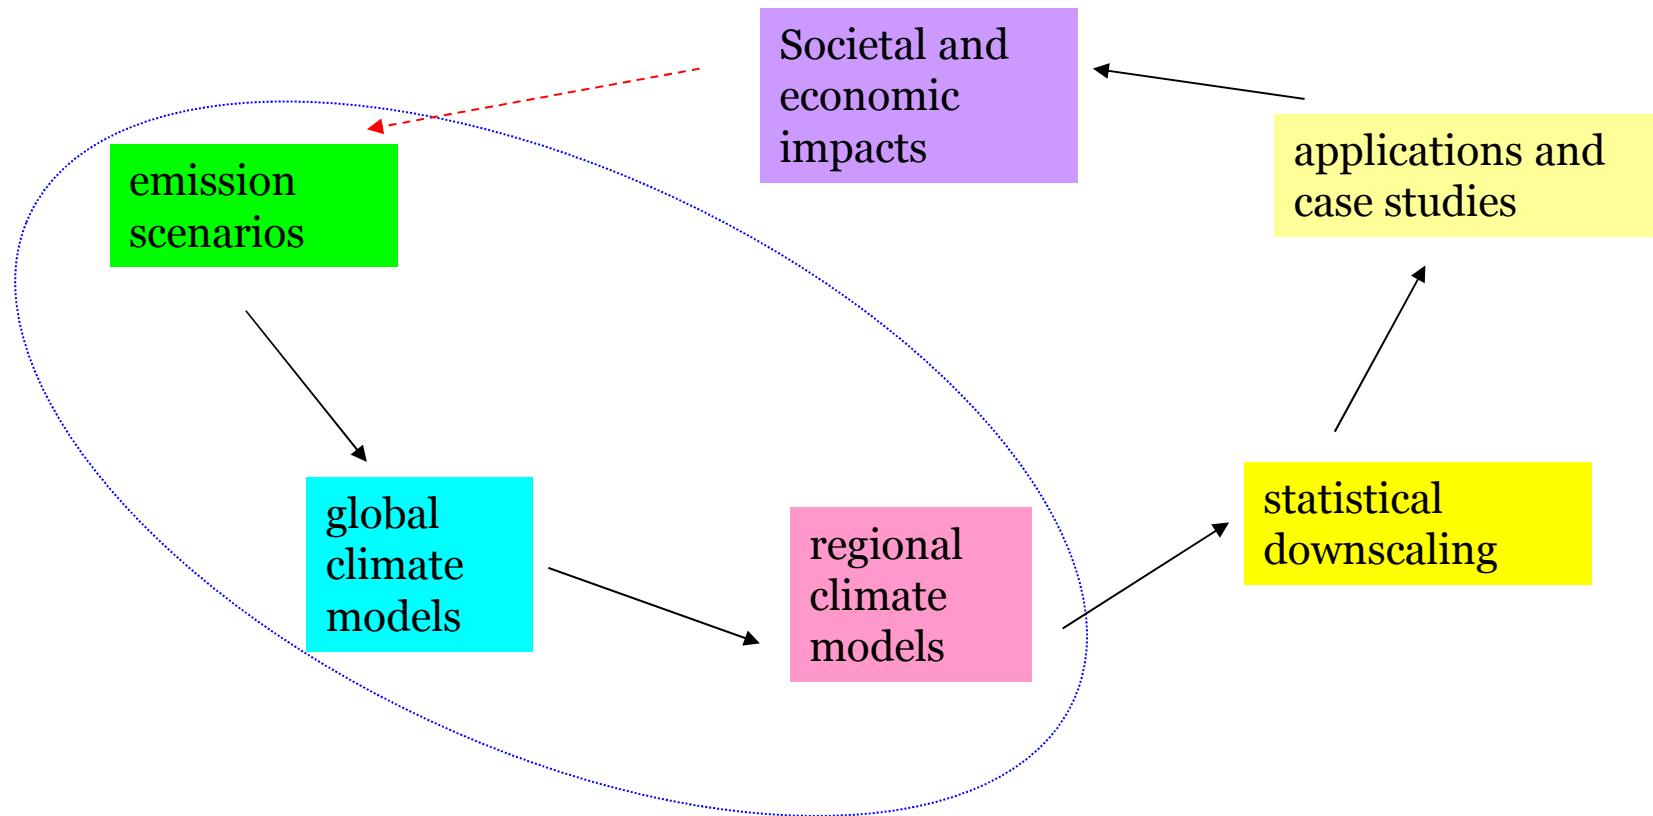 Societal and
economic
impacts
applications and
case studies
emission
scenarios
global
climate
models
regional
climate
models
statistical
downscaling